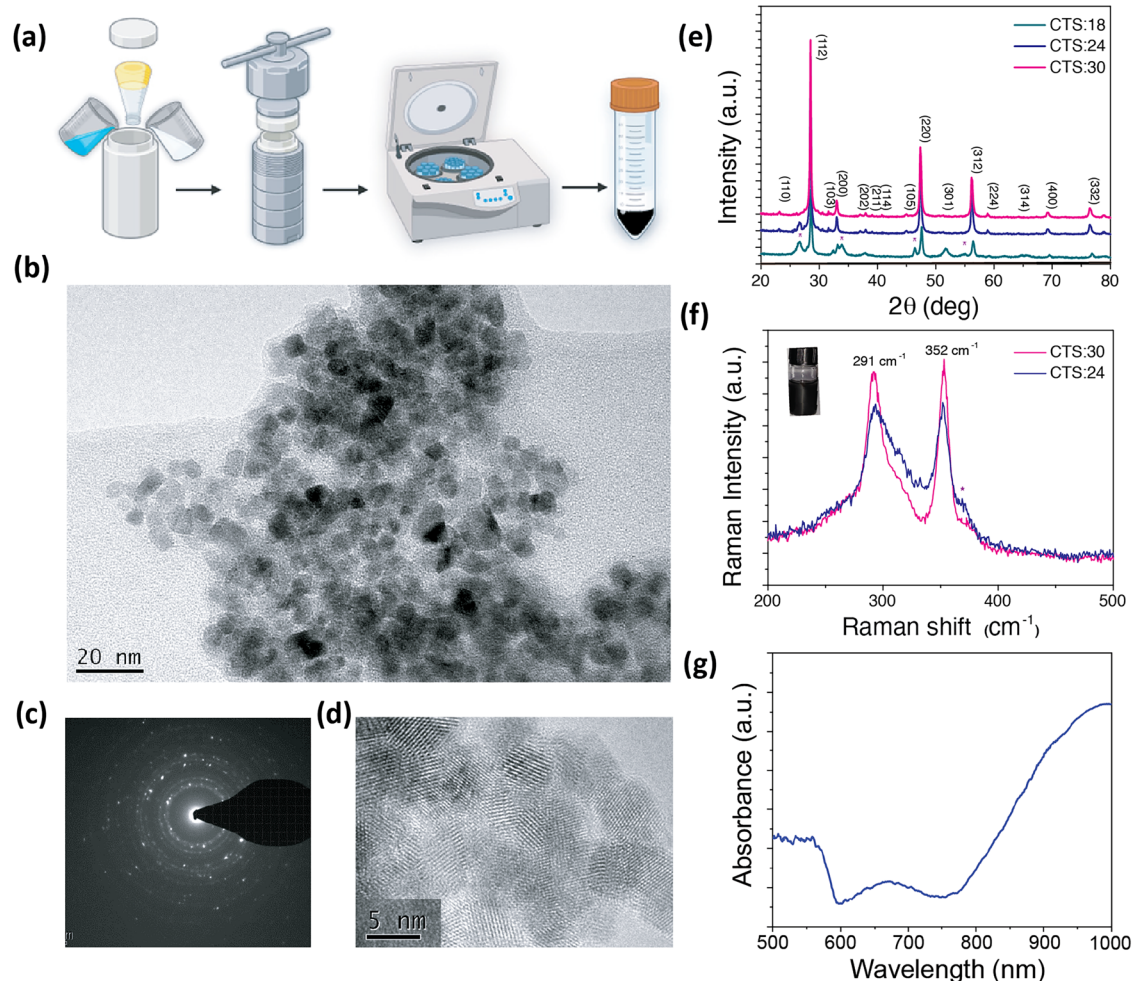 (a)
(b)
20 nm
(c)
(d)
5 nm
(e)
CTS:18
CTS:24
CTS:30
Intensity (a.u.)
(110)
(112)
(103)
(200)
(202)
(211)
(114)
(105)
(220)
(301)
(312)
(224)
(314)
(400)
(332)
*
*
*
*
20 30 40 50 60 70 80
2θ (deg)
(f)
291 cm⁻¹
352 cm⁻¹
CTS:30
CTS:24
*
Raman Intensity (a.u.)
200 300 400 500
Raman shift (cm⁻¹)
(g)
Absorbance (a.u.)
500 600 700 800 900 1000
Wavelength (nm)